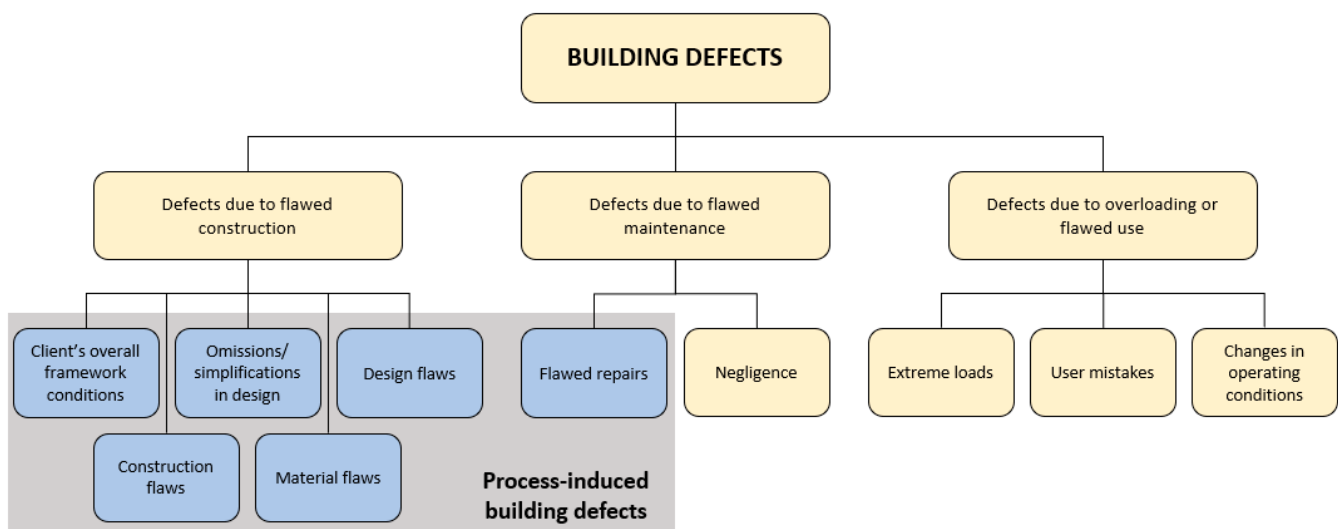 BUILDING DEFECTS
Defects due to flawed
construction
Defects due to flawed
maintenance
Defects due to overloading or
flawed use
Client’s overall
framework
conditions
Omissions/
simplifications
in design
Design flaws
Flawed repairs
Negligence
Extreme loads
User mistakes
Changes in
operating
conditions
Construction
flaws
Material flaws
Process-induced
building defects